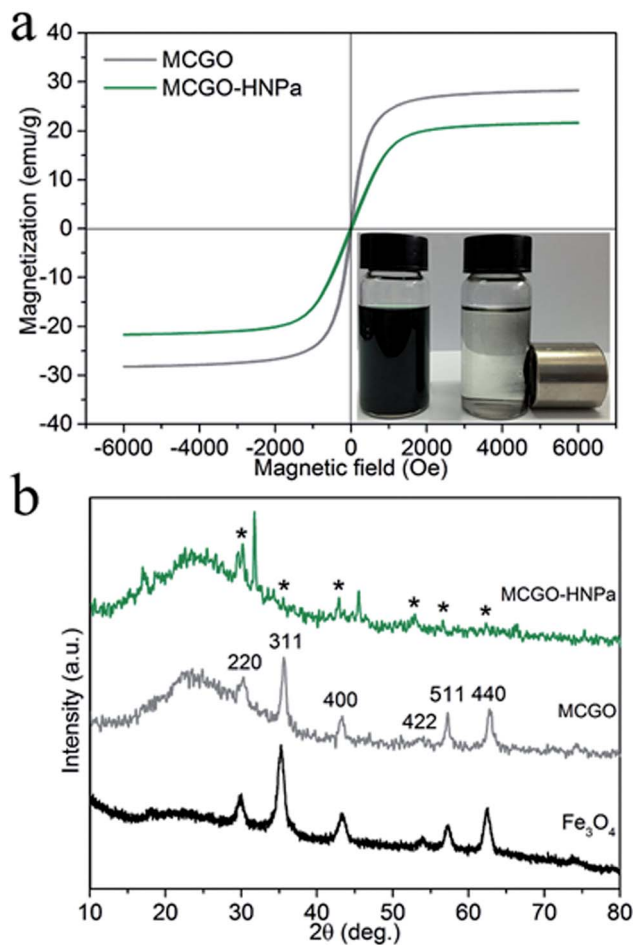 a
40
30
20
10
0
-10
-20
-30
-40
Magnetization (emu/g)
MCGO
MCGO-HNPa
-6000 -4000 -2000 0 2000 4000 6000
Magnetic field (Oe)
b
Intensity (a.u.)
* * * * * *
MCGO-HNPa
220 311 400 422 511 440
MCGO
Fe₃O₄
10 20 30 40 50 60 70 80
2θ (deg.)